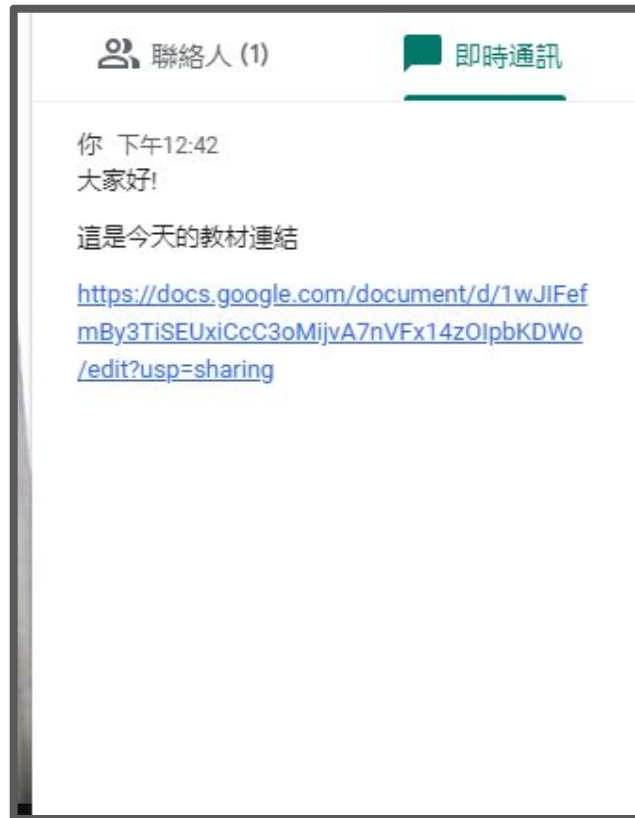 聯絡人 (1)
即時通訊
你 下午12:42
大家好!
這是今天的教材連結
https://docs.google.com/document/d/1wJIFef
mBy3TiSEUxiCcC3oMijvA7nVFx14zOIpbKDWo
/edit?usp=sharing